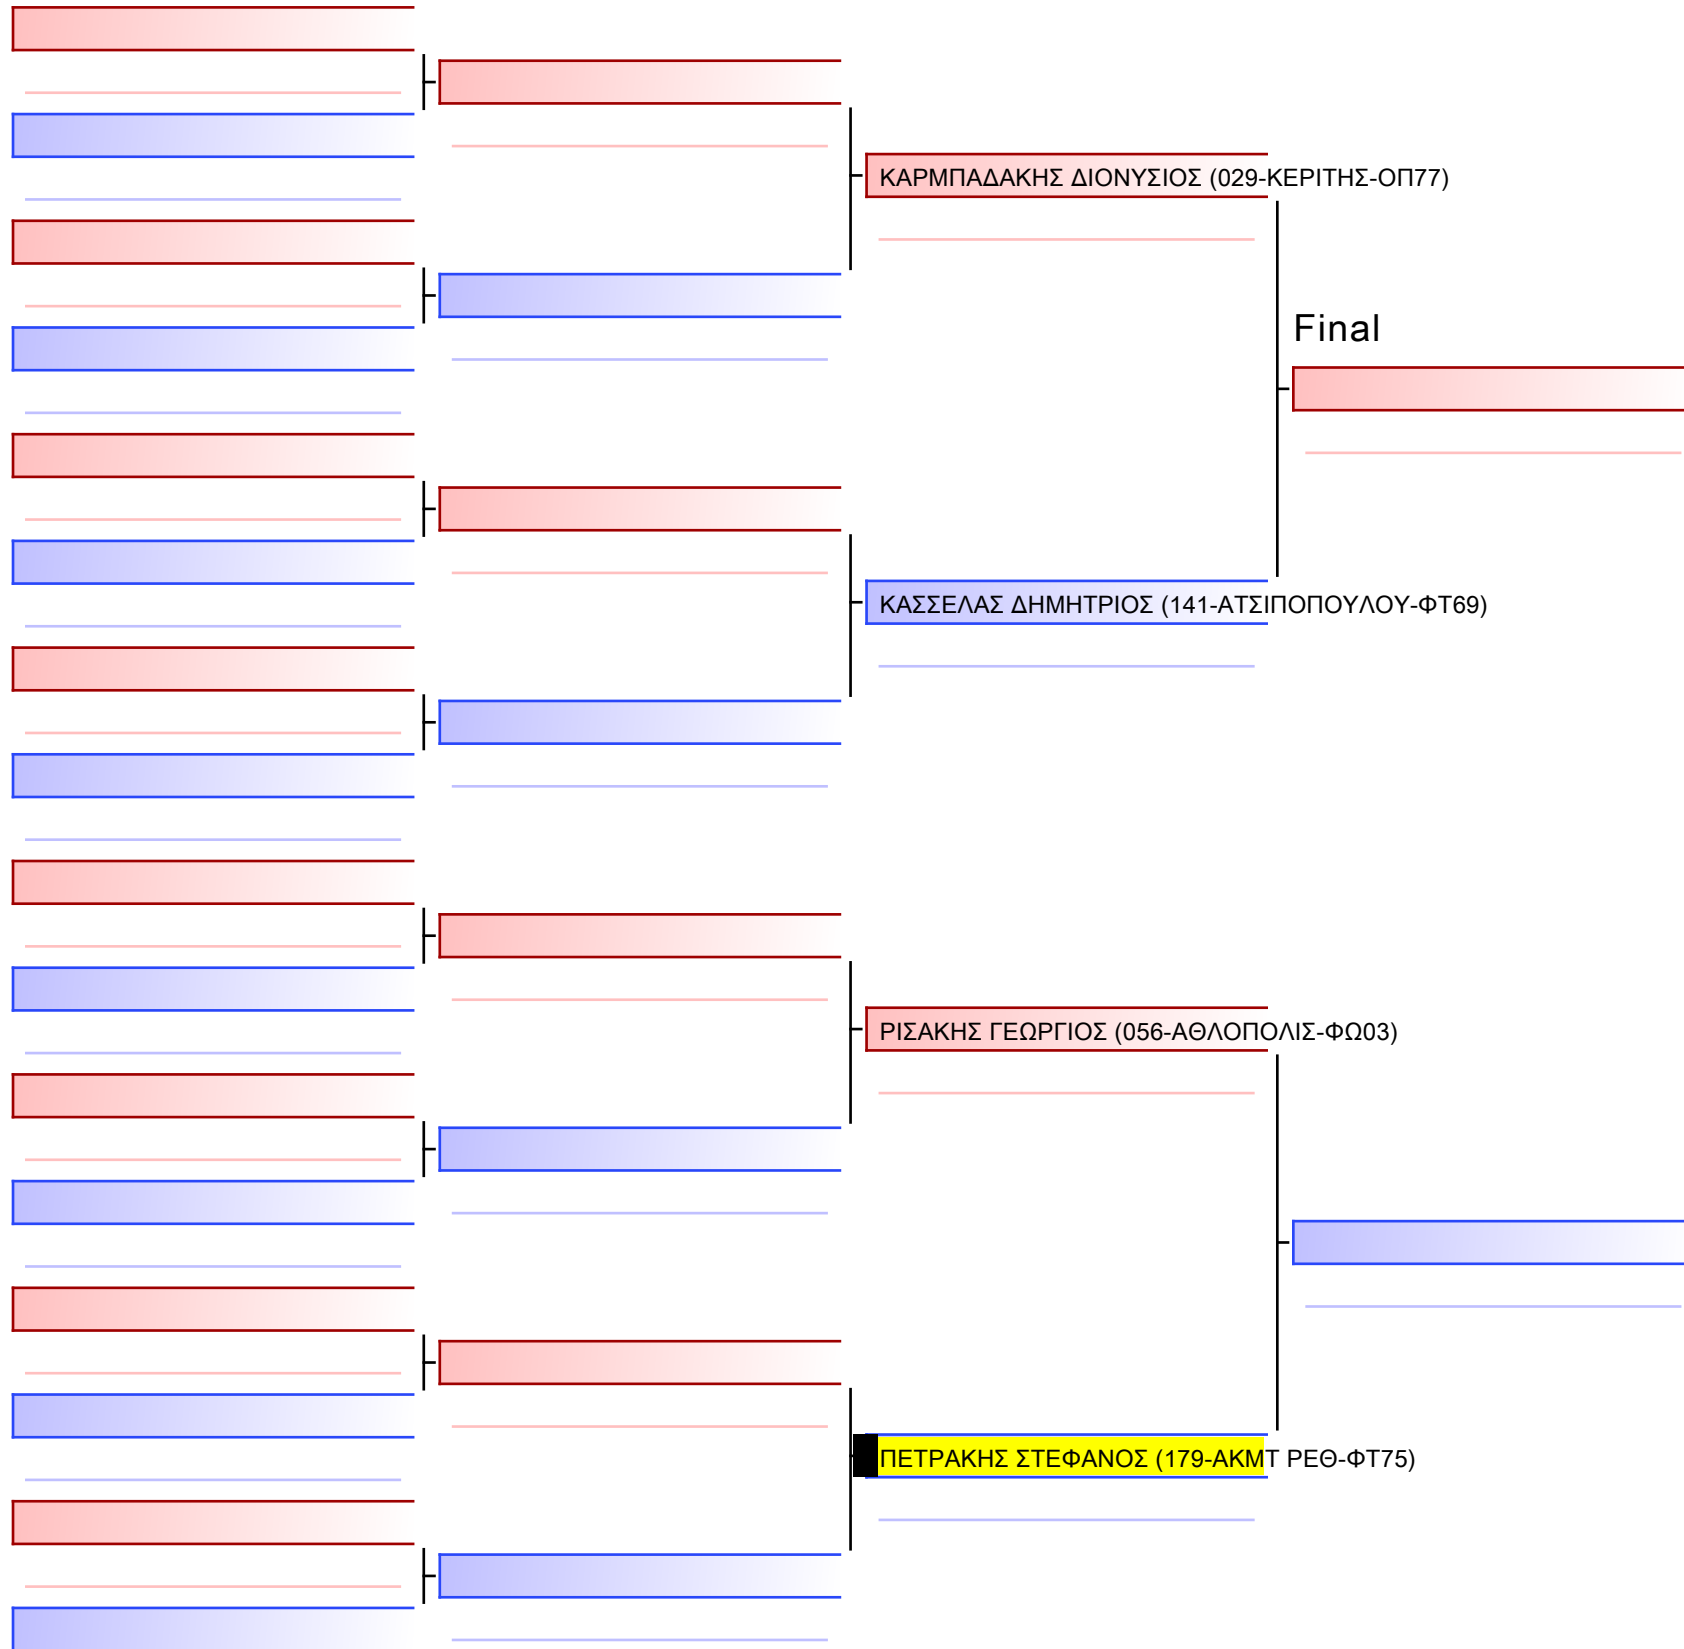 ΚΑΡΜΠΑΔΑΚΗΣ ΔΙΟΝΥΣΙΟΣ (029-ΚΕΡΙΤΗΣ-ΟΠ77)
Final
ΚΑΣΣΕΛΑΣ ΔΗΜΗΤΡΙΟΣ (141-ΑΤΣΙΠΟΠΟΥΛΟΥ-ΦΤ69)
ΡΙΣΑΚΗΣ ΓΕΩΡΓΙΟΣ (056-ΑΘΛΟΠΟΛΙΣ-ΦΩ03)
ΠΕΤΡΑΚΗΣ ΣΤΕΦΑΝΟΣ (179-ΑΚΜΤ ΡΕΘ-ΦΤ75)